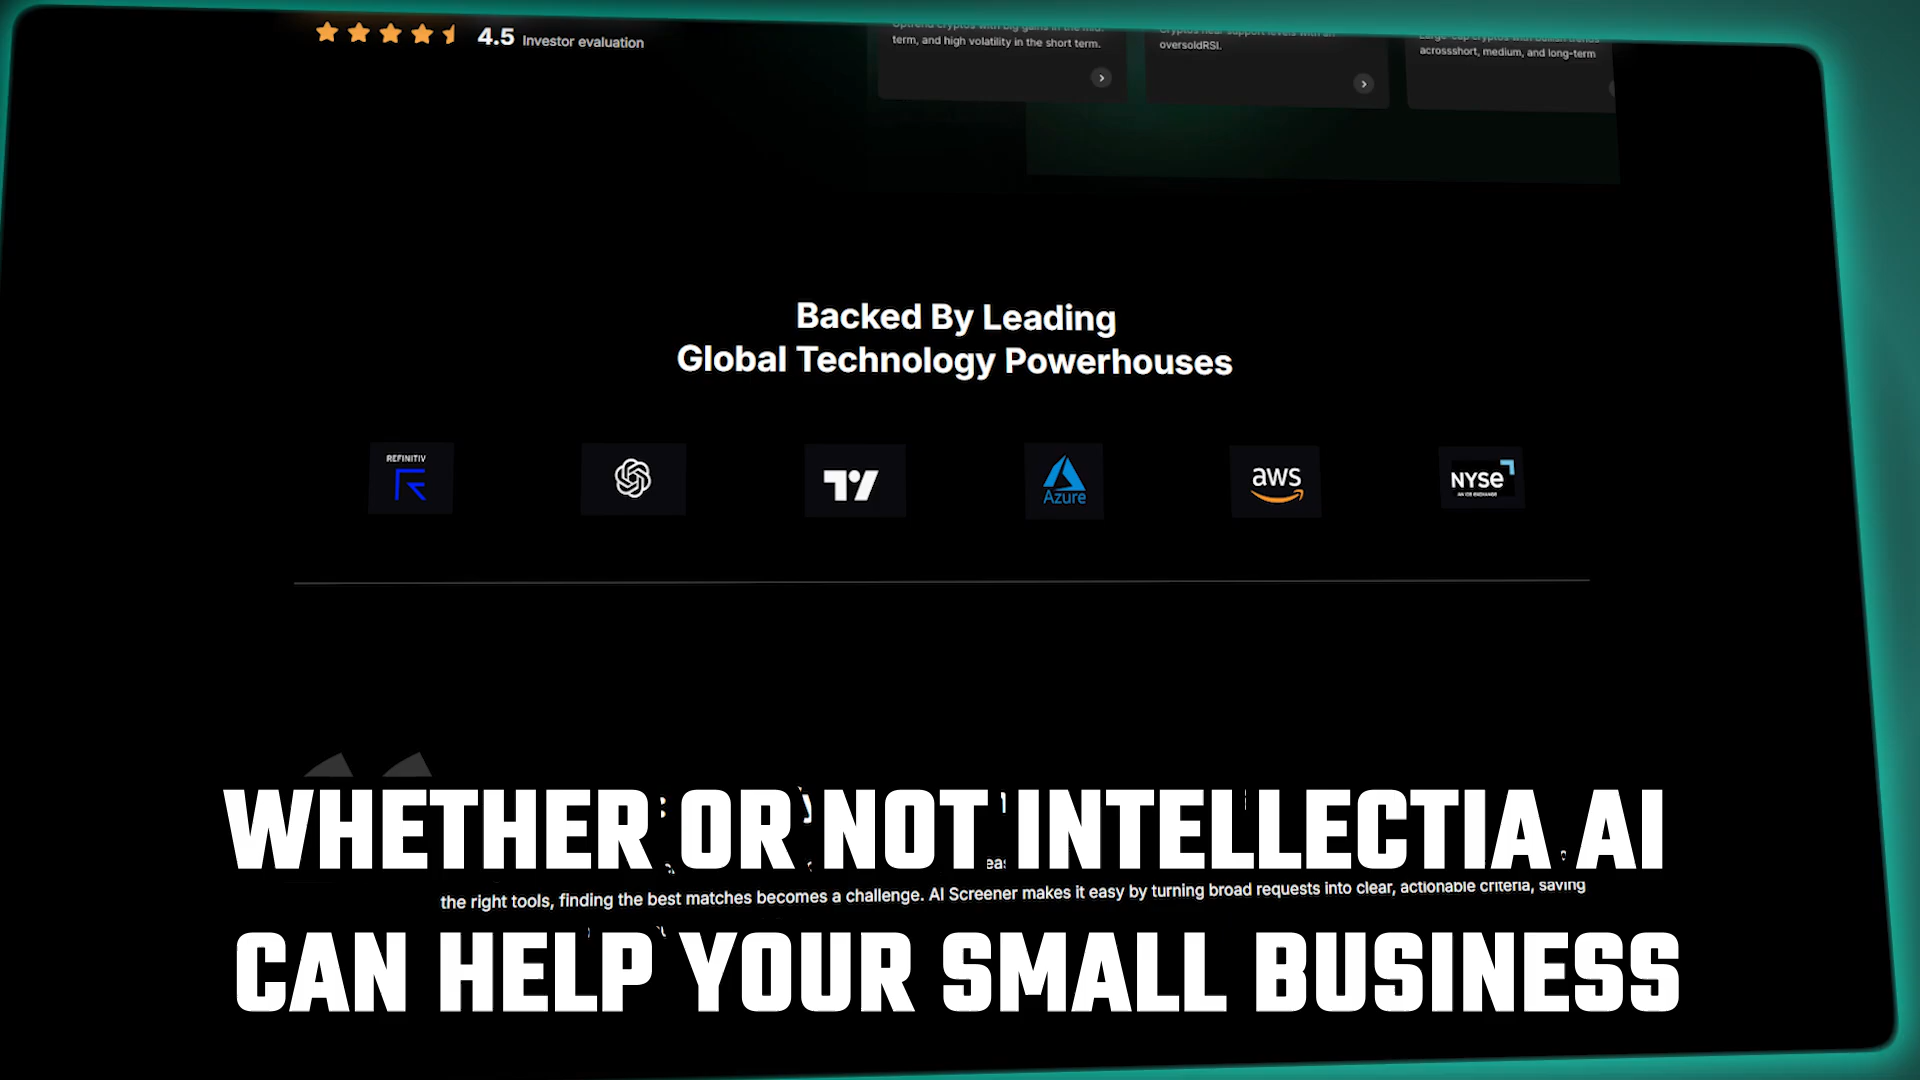 4.5 Investor evaluation
term, and high volatility in the short term.
oversoldRSI.
acrossshort, medium, and long-term
Backed By Leading
Global Technology Powerhouses
REFINITIV
Azure
aws
NYSE
AN ICE EXCHANGE
WHETHER OR NOT INTELLECTIA AI
the right tools, finding the best matches becomes a challenge. AI Screener makes it easy by turning broad requests into clear, actionable criteria, saving
CAN HELP YOUR SMALL BUSINESS